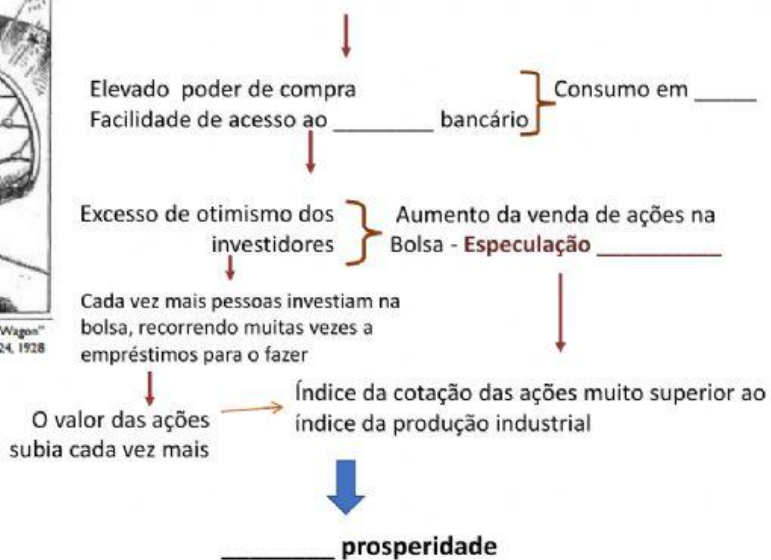 Elevado poder de compra
Facilidade de acesso ao ________ bancário
Consumo em _____
Excesso de otimismo dos
investidores
Aumento da venda de ações na
Bolsa - Especulação __________
Cada vez mais pessoas investiam na
bolsa, recorrendo muitas vezes a
empréstimos para o fazer
Wagon"
24, 1928
O valor das ações
subia cada vez mais
Índice da cotação das ações muito superior ao
índice da produção industrial
_________ prosperidade